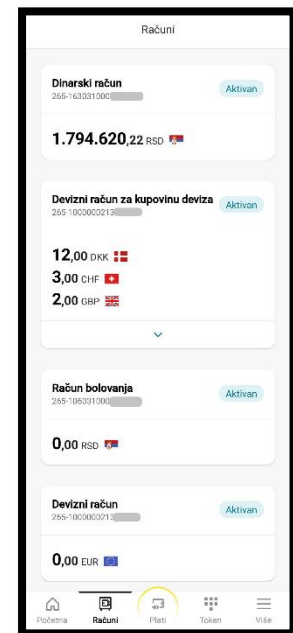 Računi
Dinarski račun
Aktivan
265-163031000
1.794.620,22 RSD
Devizni račun za kupovinu deviza
Aktivan
265-1000000213
12,00 DKK
3,00 CHF
2,00 GBP
Račun bolovanja
Aktivan
265-106031000
0,00 RSD
Devizni račun
Aktivan
265-1000000213
0,00 EUR
Početna Računi Plati Token Više